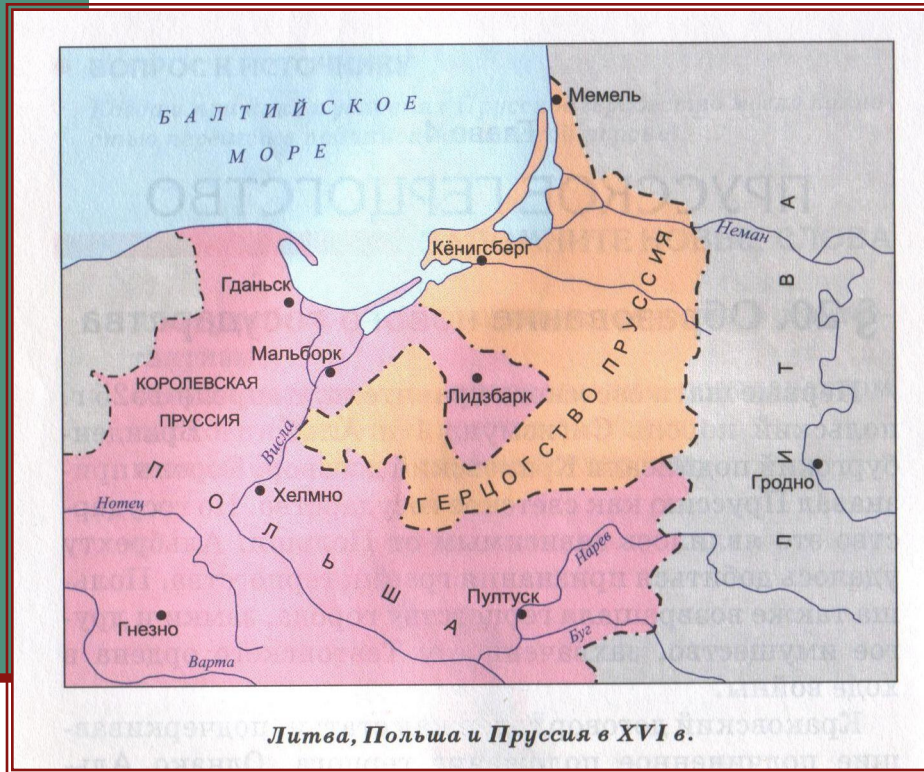 БАЛТИЙСКОЕ
МОРЕ
Мемель
Неман
Кёнигсберг
Гданьск
Мальборк
КОРОЛЕВСКАЯ
ПРУССИЯ
Лидзбарк
ГЕРЦОГСТВО ПРУССИЯ
ЛИТВА
Висла
Гродно
Хелмно
Нотец
ПОЛЬША
Нарев
Пултуск
Буг
Гнезно
Варта
Литва, Польша и Пруссия в XVI в.